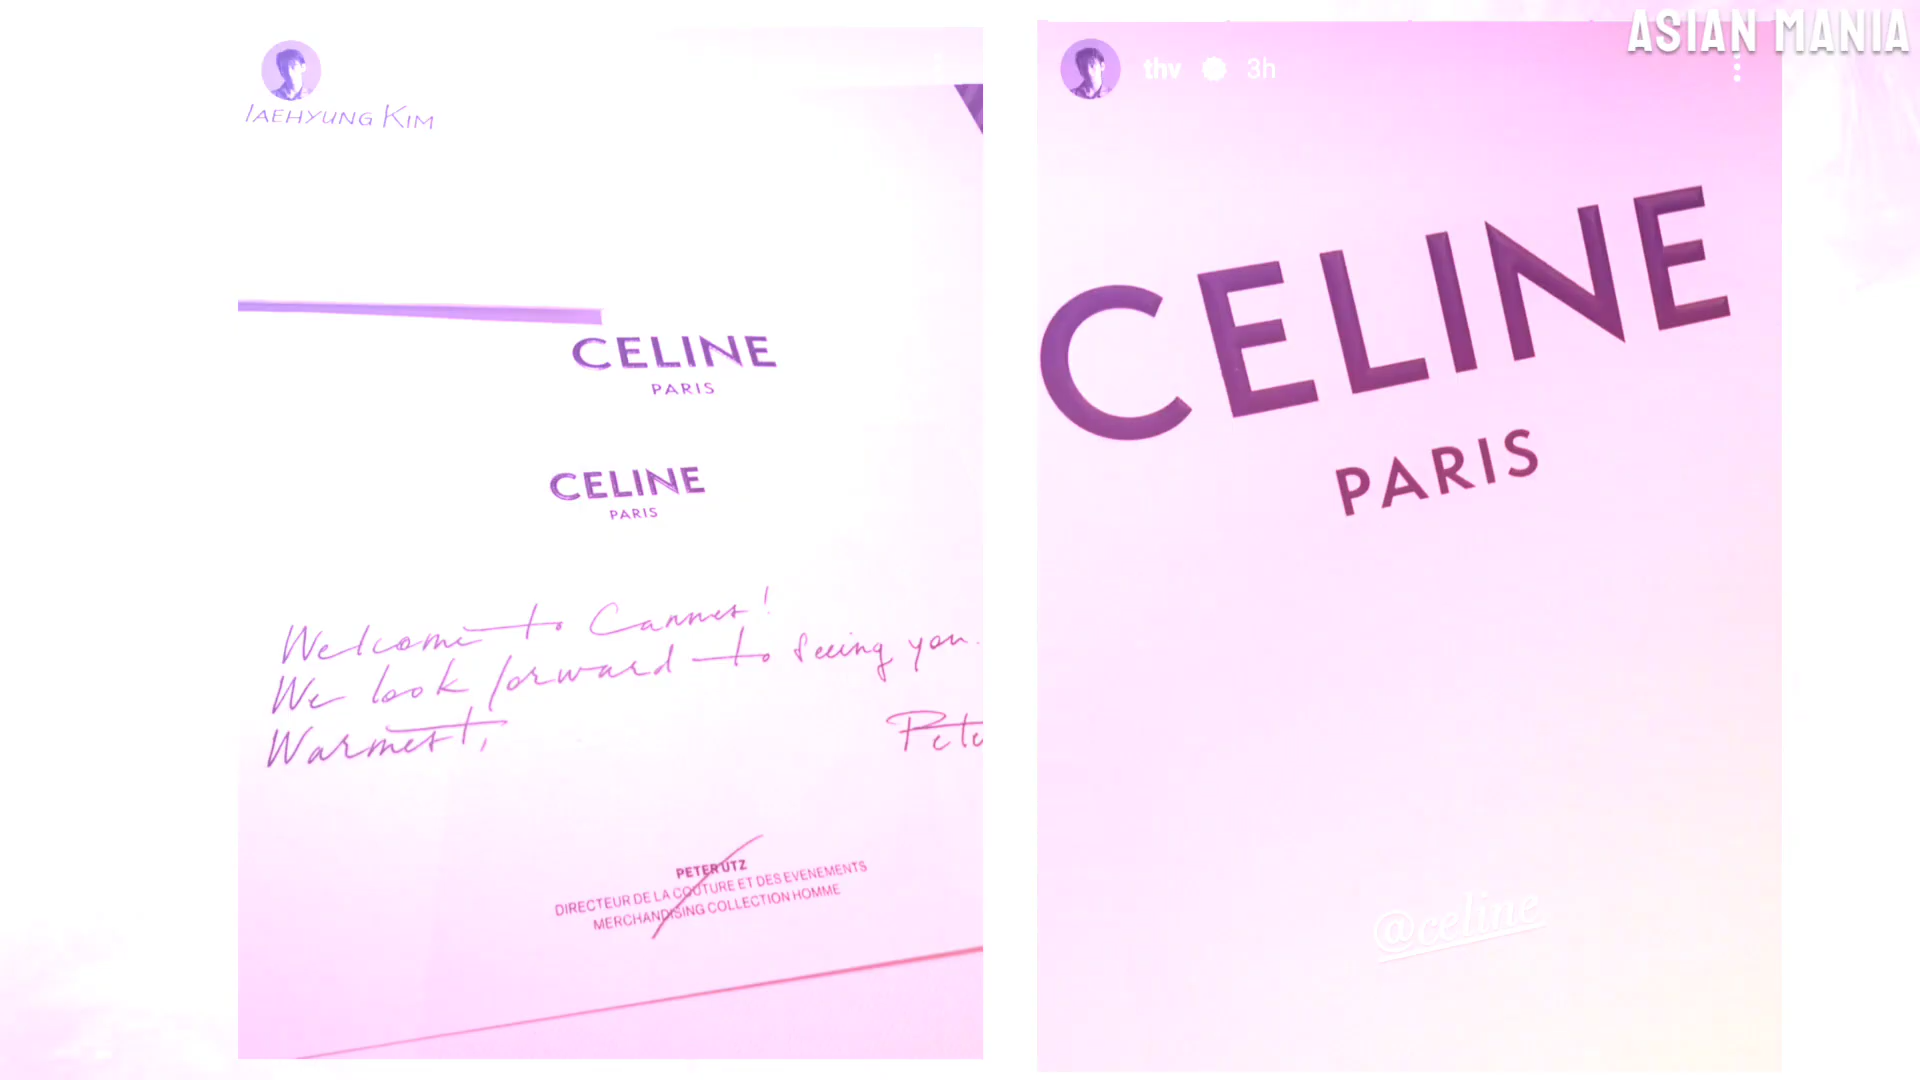 ASIAN MANIA
TAEHYUNG KIM
CELINE
PARIS
CELINE
PARIS
Welcome to Cannes!
We look forward to seeing you.
Warmest,
Pete
PETER UTZ
DIRECTEUR DE LA COUTURE ET DES EVENEMENTS
MERCHANDISING COLLECTION HOMME
thv 3h
CELINE
PARIS
@celine